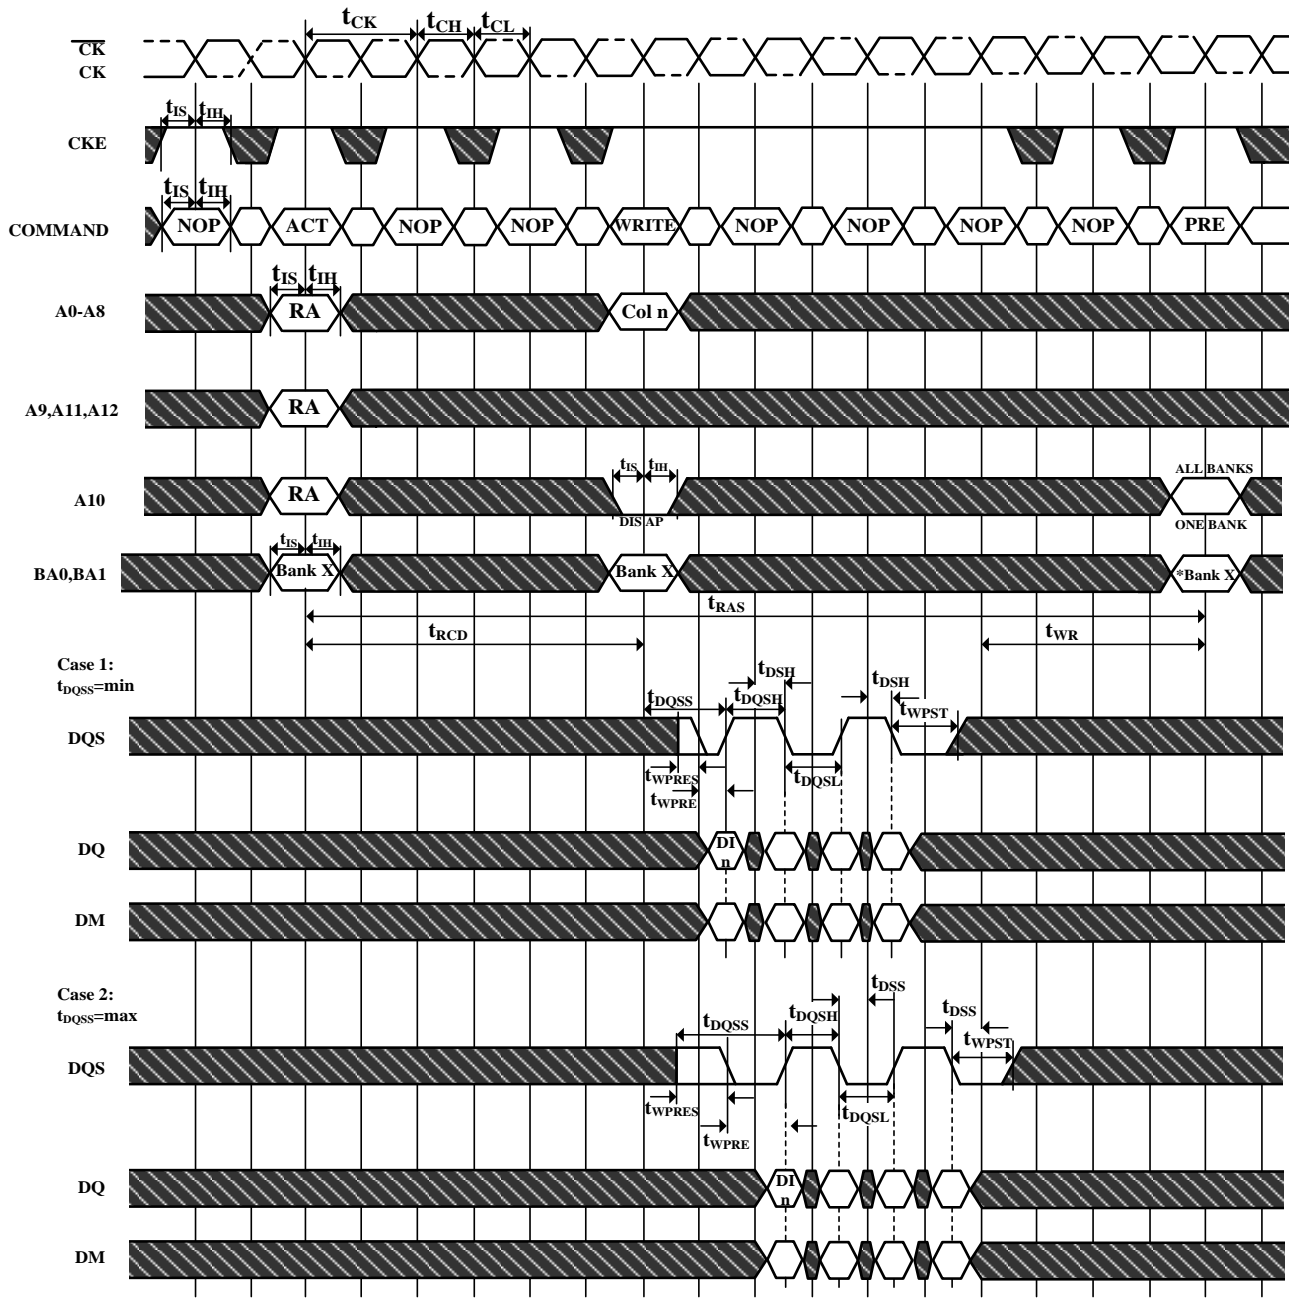 tCK tCH tCL
CK
CK
tIS tIH
CKE
tIS tIH
COMMAND NOP ACT NOP NOP WRITE NOP NOP NOP NOP PRE
tIS tIH
A0-A8 RA Col n
A9,A11,A12 RA
tIS tIH ALL BANKS
A10 RA
DIS AP ONE BANK
tIS tIH
BA0,BA1 Bank X Bank X *Bank X
tRAS
tRCD tWR
Case 1:
tDQSS=min
tDSH tDSH
tDQSS tDQSH tWPST
DQS
tWPRES tDQSL
tWPRE
DQ DI
n
DM
Case 2:
tDQSS=max
tDSS tDSS
tDQSS tDQSH tWPST
DQS
tWPRES tDQSL
tWPRE
DQ DI
n
DM